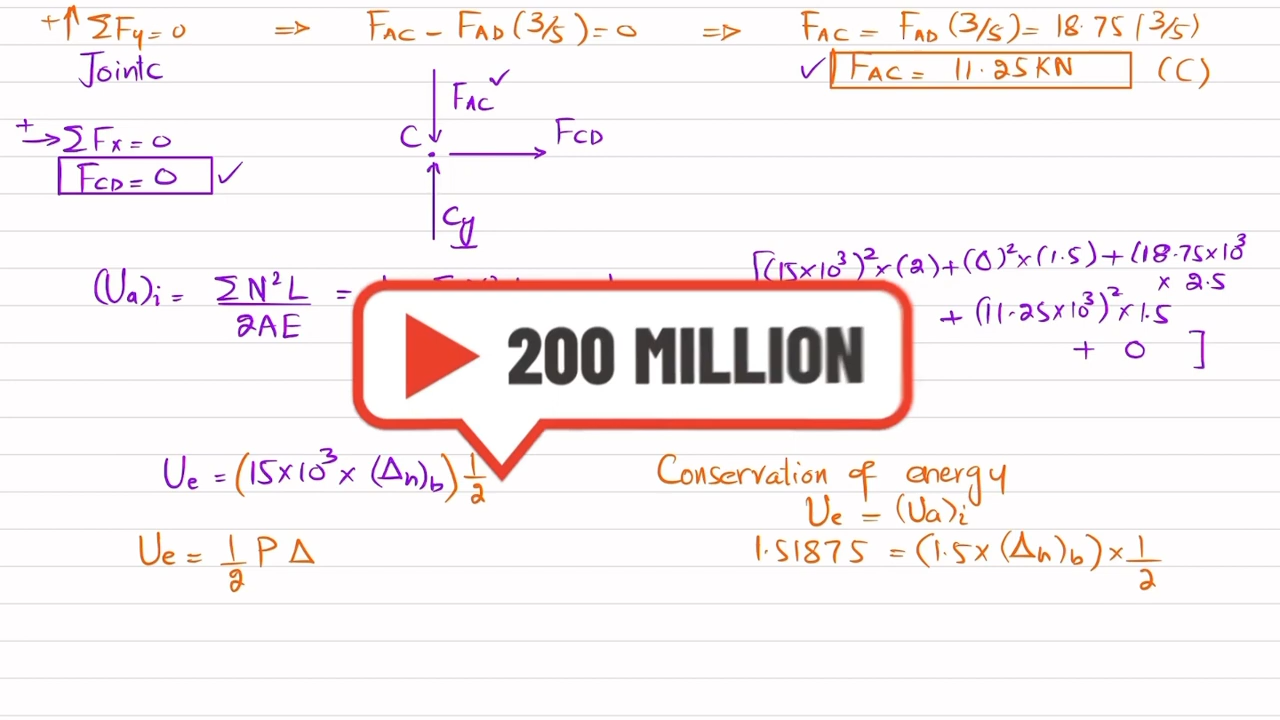 +↑ ΣFy = 0 ⇒ FAC − FAD (3/5) = 0 ⇒ FAC = FAD (3/5) = 18.75 (3/5)
Jointc ✓ FAC = 11.25 KN (C)
FAC ✓
+→ ΣFx = 0 C FCD
FCD = 0 ✓
Cy
(Ua)i = ΣN²L / 2AE =
[(15×10³)²×(2)+(0)²×(1.5)+(18.75×10³
× 2.5
+ (11.25×10³)²×1.5
+ 0 ]
200 MILLION
Ue = (15×10³× (Δh)b) 1/2
Conservation of energy
Ue = (Ua)i
Ue = 1/2 P Δ
1.51875 = (1.5× (Δh)b) × 1/2